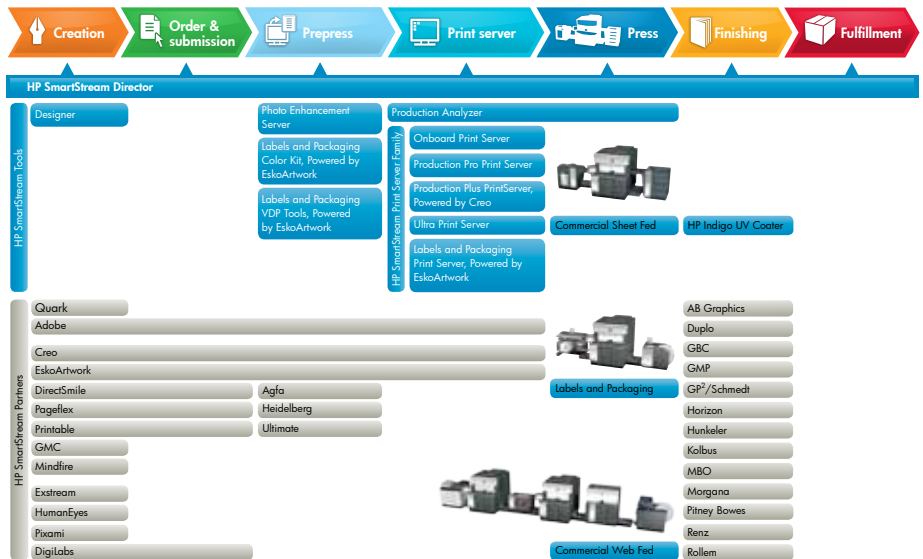 Creation
Order &
submission
Prepress
Print server
Press
Finishing
Fulfillment
HP SmartStream Director
HP SmartStream Tools
Designer
Photo Enhancement
Server
Labels and Packaging
Color Kit, Powered by
EskoArtwork
Labels and Packaging
VDP Tools, Powered
by EskoArtwork
Production Analyzer
HP SmartStream Print Server Family
Onboard Print Server
Production Pro Print Server
Production Plus PrintServer,
Powered by Creo
Ultra Print Server
Labels and Packaging
Print Server, Powered by
EskoArtwork
Commercial Sheet Fed
HP Indigo UV Coater
HP SmartStream Partners
Quark
Adobe
Creo
EskoArtwork
DirectSmile
Pageflex
Printable
GMC
Mindfire
Exstream
HumanEyes
Pixami
DigiLabs
Agfa
Heidelberg
Ultimate
Labels and Packaging
Commercial Web Fed
AB Graphics
Duplo
GBC
GMP
GP²/Schmedt
Horizon
Hunkeler
Kolbus
MBO
Morgana
Pitney Bowes
Renz
Rollem